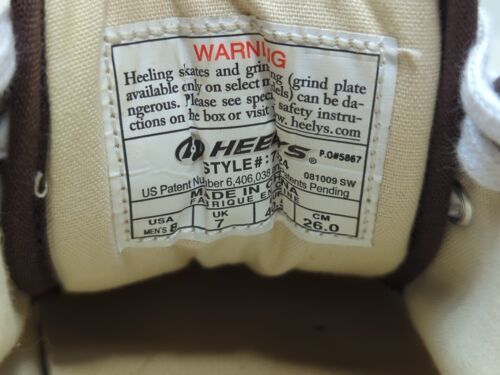 WARNING
Heeling skates and grinding (grind plate
available only on select models) can be da-
ngerous. Please see special safety instru-
ctions on the box or visit www.heelys.com
HEELYS® P.O#5867
STYLE#: 081009 SW
US Patent Number 6,406,038 Patents Pending
MADE IN CHINA
FABRIQUE EN
USA UK CM
MEN'S 8 7 26.0